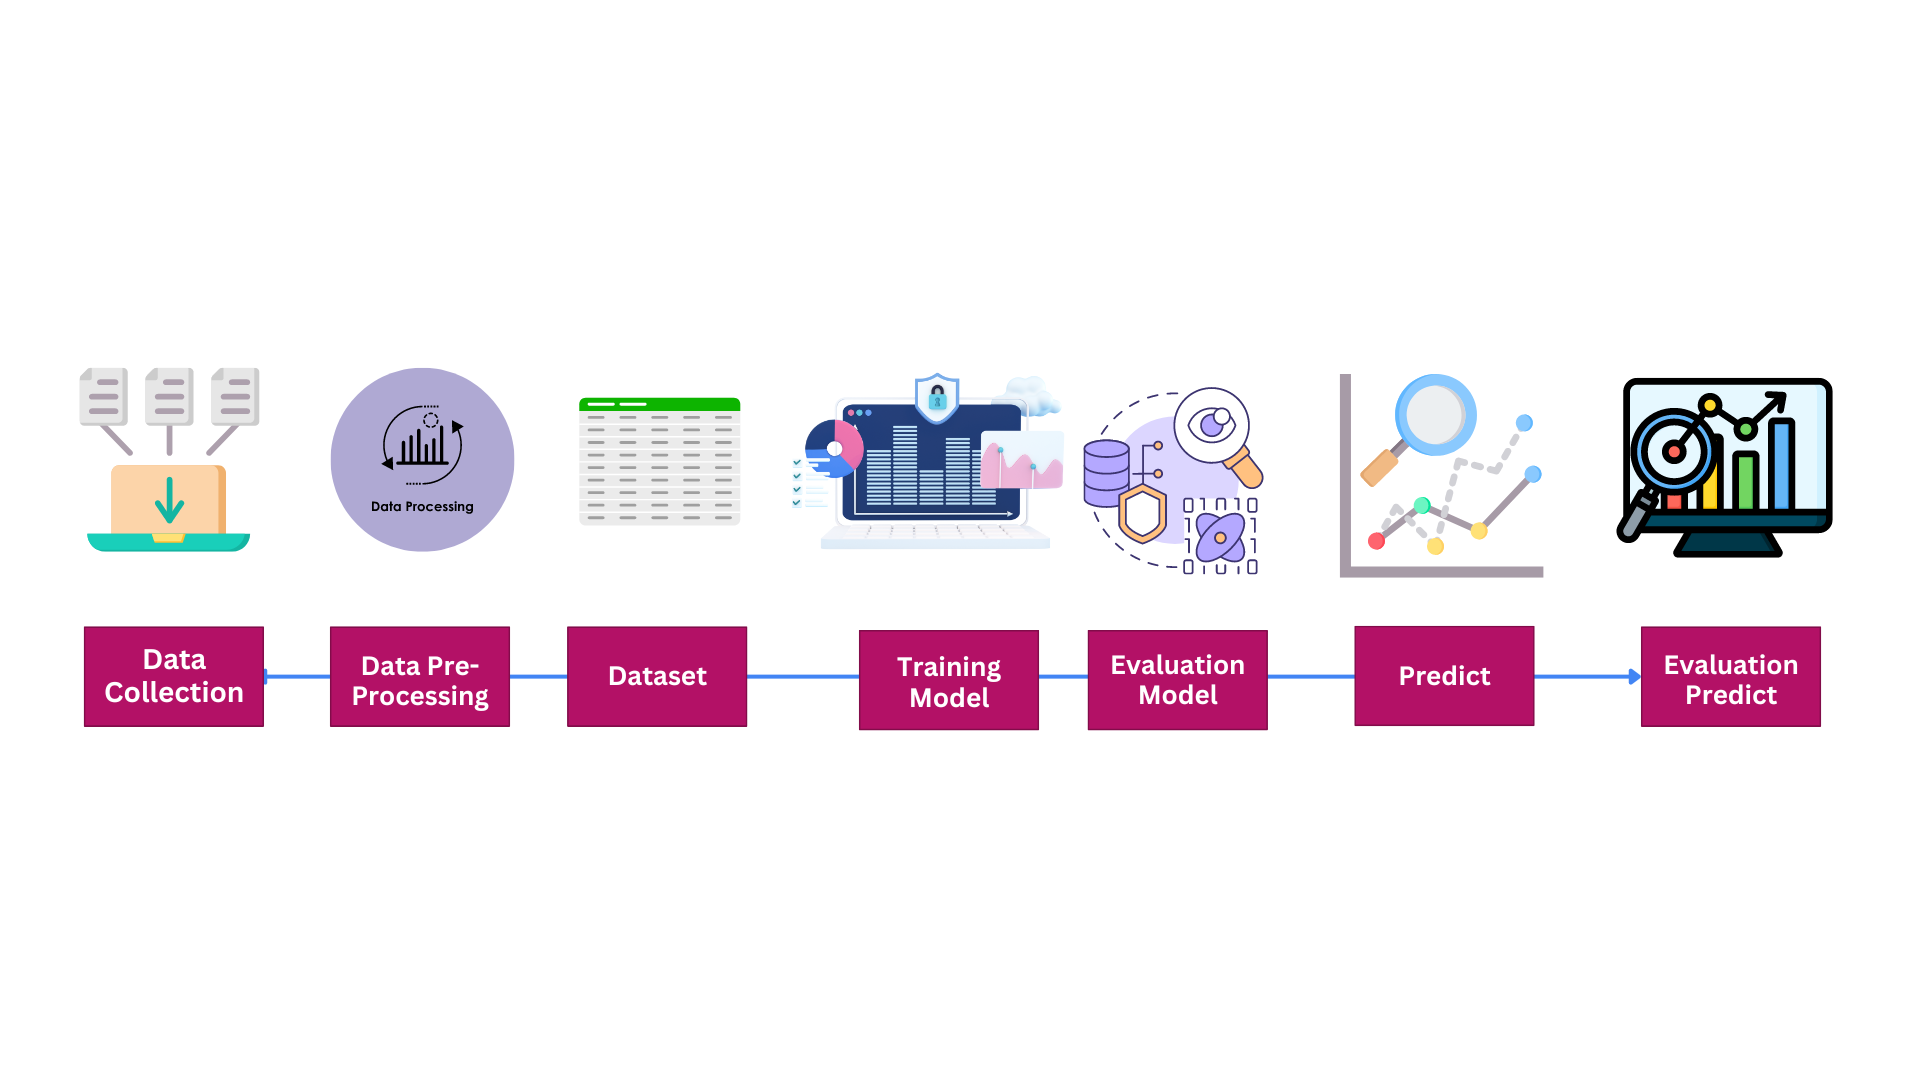 Data Processing
Data
Collection
Data Pre-
Processing
Dataset
Training
Model
Evaluation
Model
Predict
Evaluation
Predict